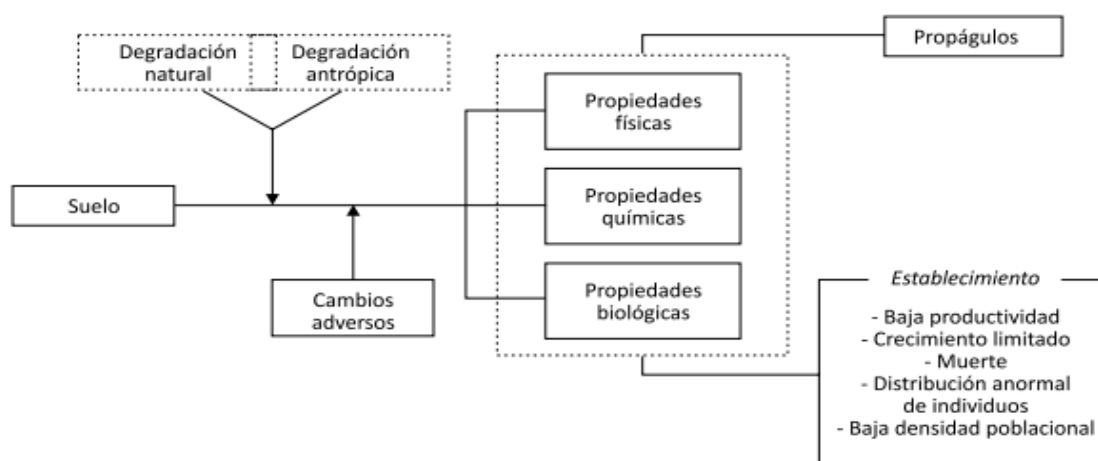 Degradación
natural
Degradación
antrópica
Propágulos
Propiedades
físicas
Suelo
Propiedades
químicas
Cambios
adversos
Propiedades
biológicas
Establecimiento
- Baja productividad
- Crecimiento limitado
- Muerte
- Distribución anormal
de individuos
- Baja densidad poblacional